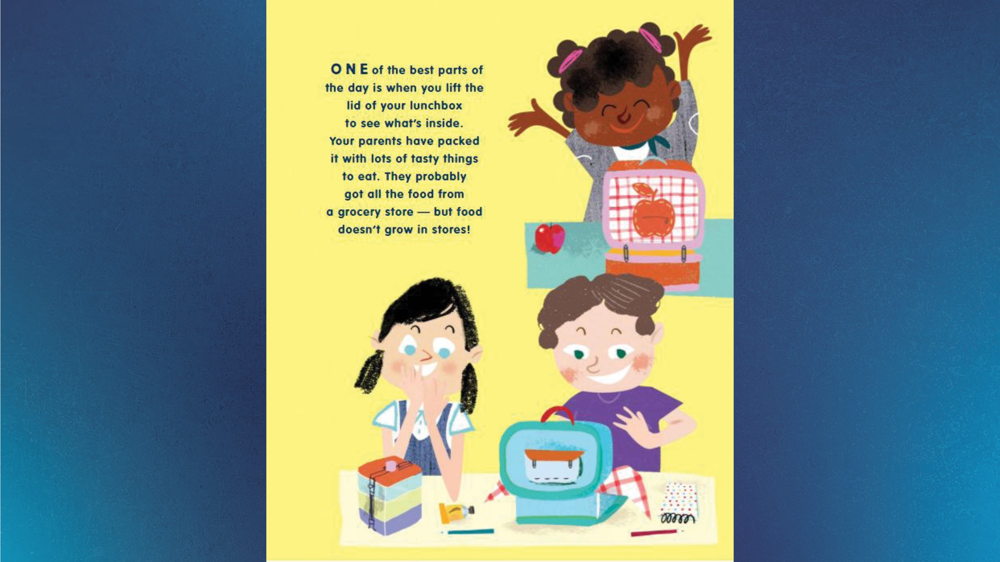 ONE of the best parts of
the day is when you lift the
lid of your lunchbox
to see what's inside.
Your parents have packed
it with lots of tasty things
to eat. They probably
got all the food from
a grocery store — but food
doesn't grow in stores!